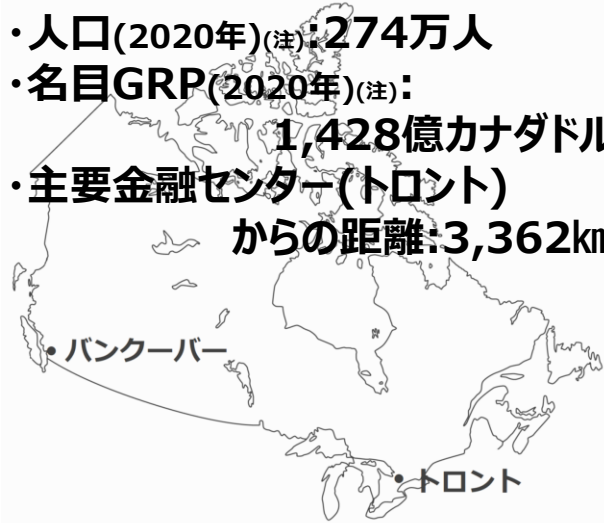 ・人口(2020年)(注):274万人
・名目GRP(2020年)(注):
1,428億カナダドル
・主要金融センター(トロント)
からの距離:3,362㎞
バンクーバー
トロント